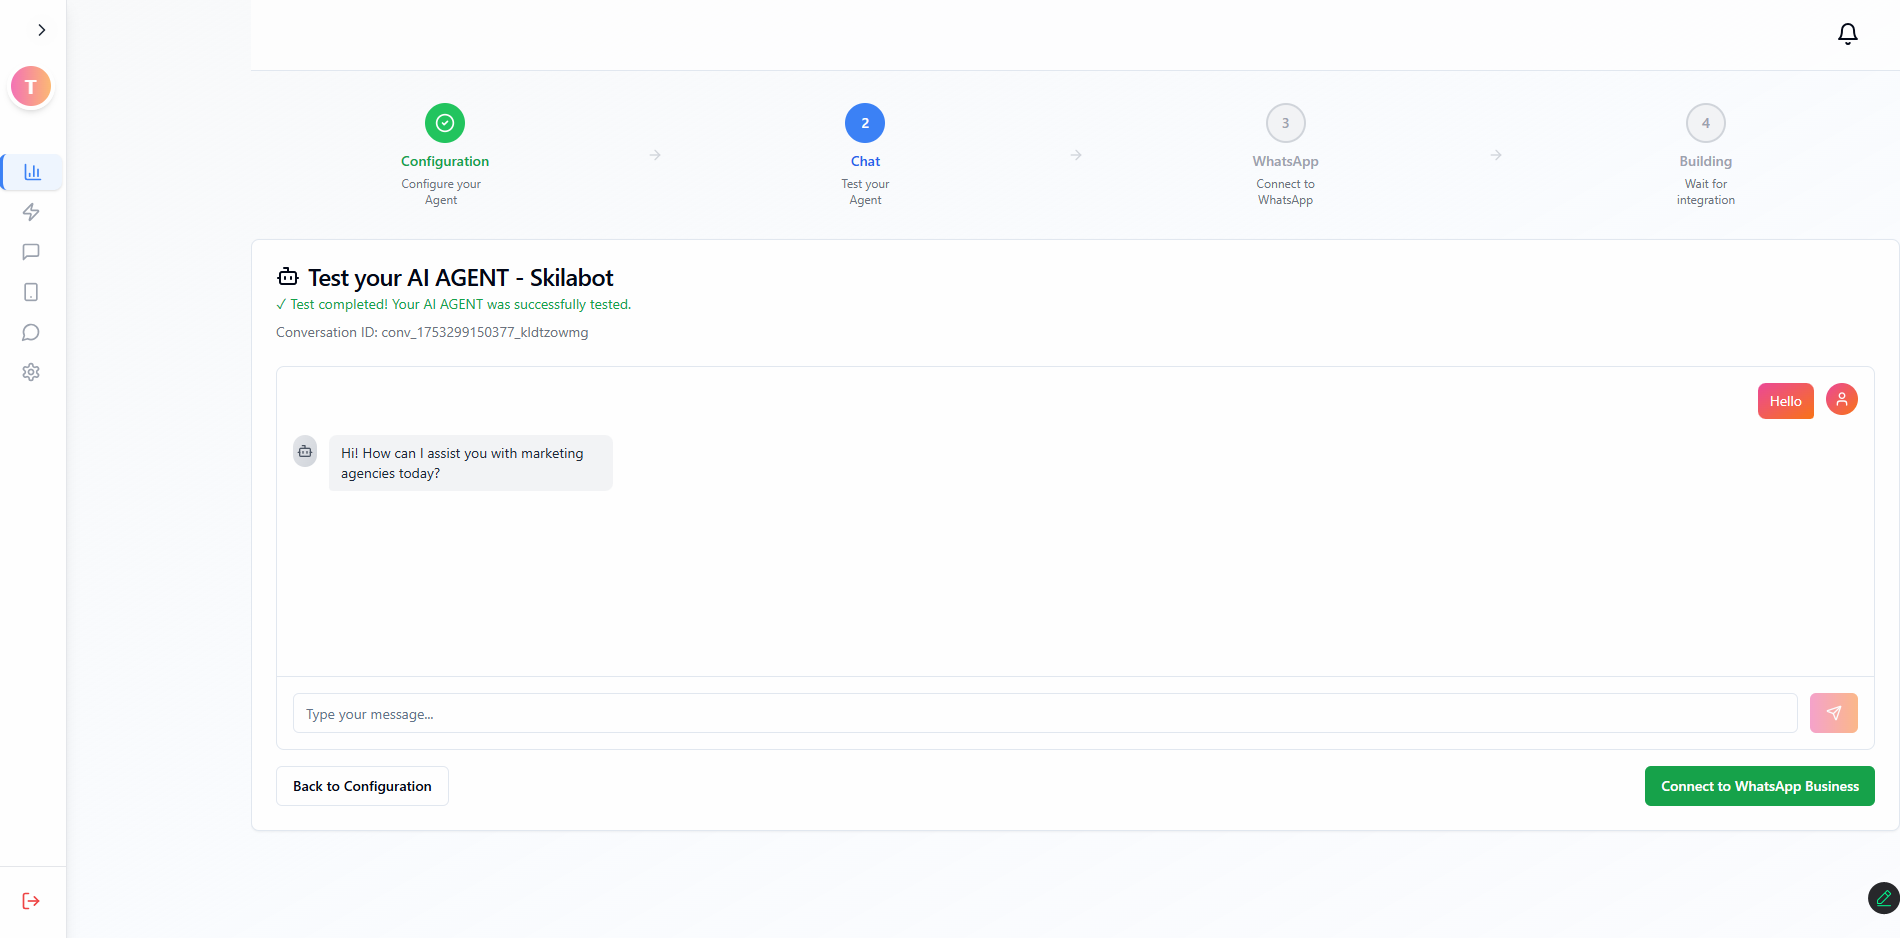 T
Configuration
Configure your
Agent
2
Chat
Test your
Agent
3
WhatsApp
Connect to
WhatsApp
4
Building
Wait for
integration
Test your AI AGENT - Skilabot
✓ Test completed! Your AI AGENT was successfully tested.
Conversation ID: conv_1753299150377_kldtzowmg
Hello
Hi! How can I assist you with marketing
agencies today?
Type your message...
Back to Configuration
Connect to WhatsApp Business